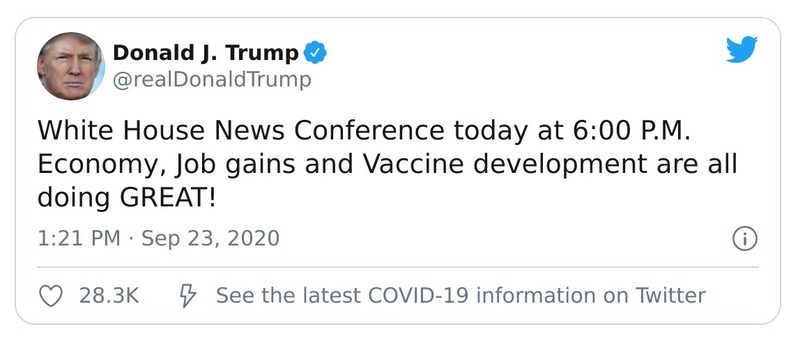 Donald J. Trump
@realDonaldTrump
White House News Conference today at 6:00 P.M.
Economy, Job gains and Vaccine development are all
doing GREAT!
1:21 PM · Sep 23, 2020
28.3K See the latest COVID-19 information on Twitter